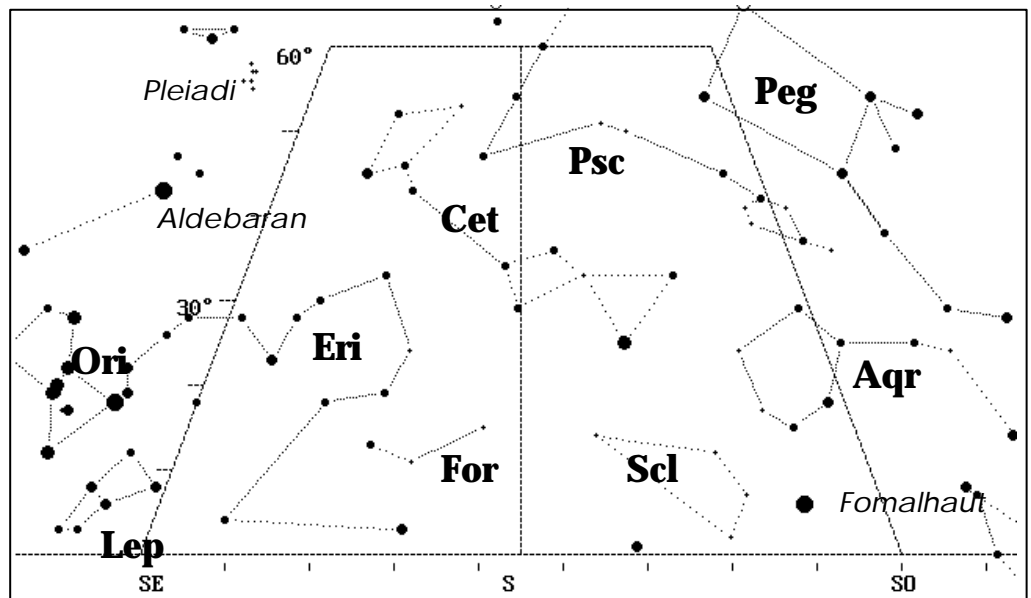 60°
Pleiadi
Peg
Psc
Aldebaran
Cet
30°
Ori
Eri
Aqr
For
Scl
Fomalhaut
Lep
SE
S
SO